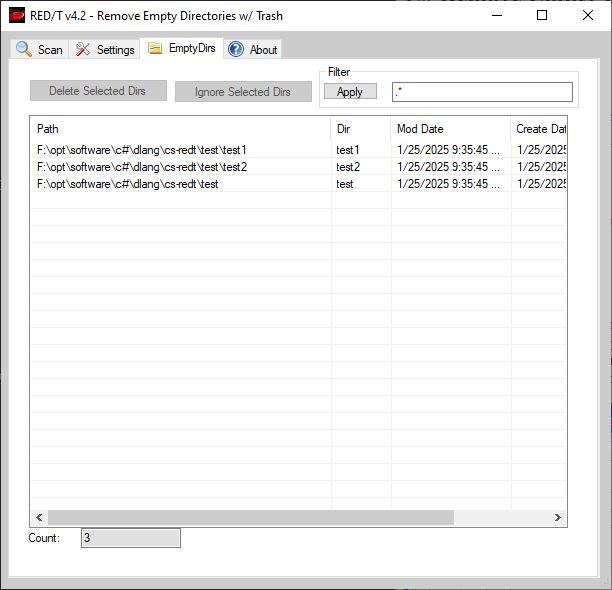 RED/T v4.2 - Remove Empty Directories w/ Trash
Scan Settings EmptyDirs About
Filter
Delete Selected Dirs Ignore Selected Dirs Apply .*
Path Dir Mod Date Create Dat
F:\opt\software\c#\dlang\cs-redt\test\test1 test1 1/25/2025 9:35:45 ... 1/25/2025
F:\opt\software\c#\dlang\cs-redt\test\test2 test2 1/25/2025 9:35:45 ... 1/25/2025
F:\opt\software\c#\dlang\cs-redt\test test 1/25/2025 9:35:45 ... 1/25/2025
Count: 3